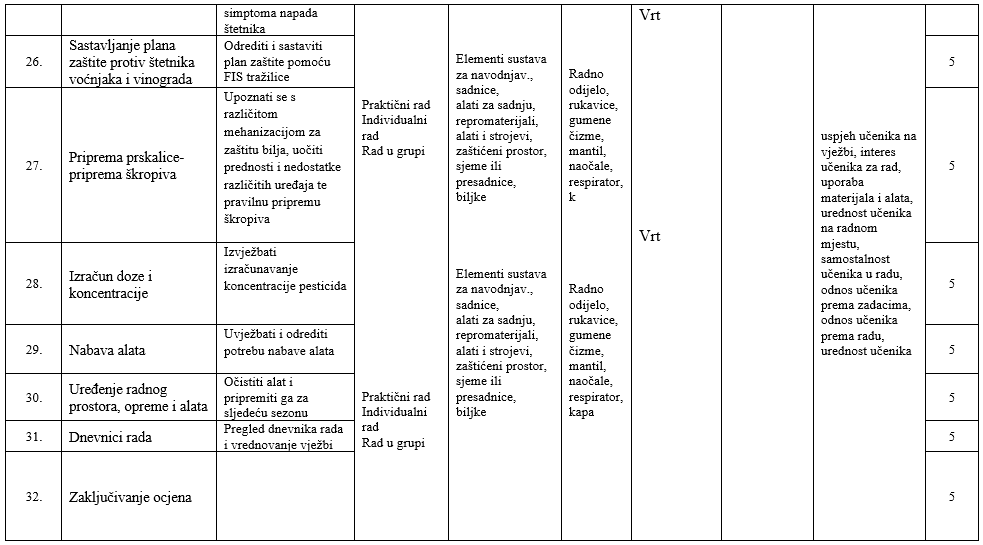 simptoma napada
štetnika
26.
Sastavljanje plana
zaštite protiv štetnika
voćnjaka i vinograda
Odrediti i sastaviti
plan zaštite pomoću
FIS tražilice
5
27.
Priprema prskalice-
priprema škropiva
Upoznati se s
različitom
mehanizacijom za
zaštitu bilja, uočiti
prednosti i nedostatke
različitih uređaja te
pravilnu pripremu
škropiva
5
28.
Izračun doze i
koncentracije
Izvježbati
izračunavanje
koncentracije pesticida
5
29.
Nabava alata
Uvježbati i odrediti
potrebu nabave alata
5
30.
Uređenje radnog
prostora, opreme i alata
Očistiti alat i
pripremiti ga za
sljedeću sezonu
5
31.
Dnevnici rada
Pregled dnevnika rada
i vrednovanje vježbi
5
32.
Zaključivanje ocjena
5
Praktični rad
Individualni
rad
Rad u grupi
Praktični rad
Individualni
rad
Rad u grupi
Elementi sustava
za navodnjav.,
sadnice,
alati za sadnju,
repromaterijali,
alati i strojevi,
zaštićeni prostor,
sjeme ili
presadnice,
biljke
Elementi sustava
za navodnjav.,
sadnice,
alati za sadnju,
repromaterijali,
alati i strojevi,
zaštićeni prostor,
sjeme ili
presadnice,
biljke
Radno
odijelo,
rukavice,
gumene
čizme,
mantil,
naočale,
respirator,
k
Radno
odijelo,
rukavice,
gumene
čizme,
mantil,
naočale,
respirator,
kapa
Vrt
Vrt
uspjeh učenika na
vježbi, interes
učenika za rad,
uporaba
materijala i alata,
urednost učenika
na radnom
mjestu,
samostalnost
učenika u radu,
odnos učenika
prema zadacima,
odnos učenika
prema radu,
urednost učenika